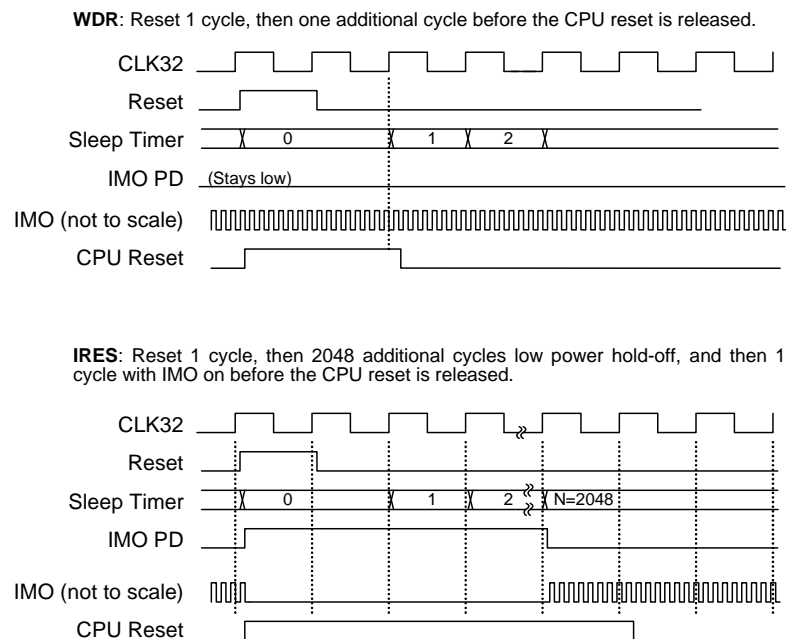 WDR: Reset 1 cycle, then one additional cycle before the CPU reset is released.
CLK32
Reset
Sleep Timer 0 1 2
IMO PD (Stays low)
IMO (not to scale)
CPU Reset
IRES: Reset 1 cycle, then 2048 additional cycles low power hold-off, and then 1
cycle with IMO on before the CPU reset is released.
CLK32
Reset
Sleep Timer 0 1 2 N=2048
IMO PD
IMO (not to scale)
CPU Reset